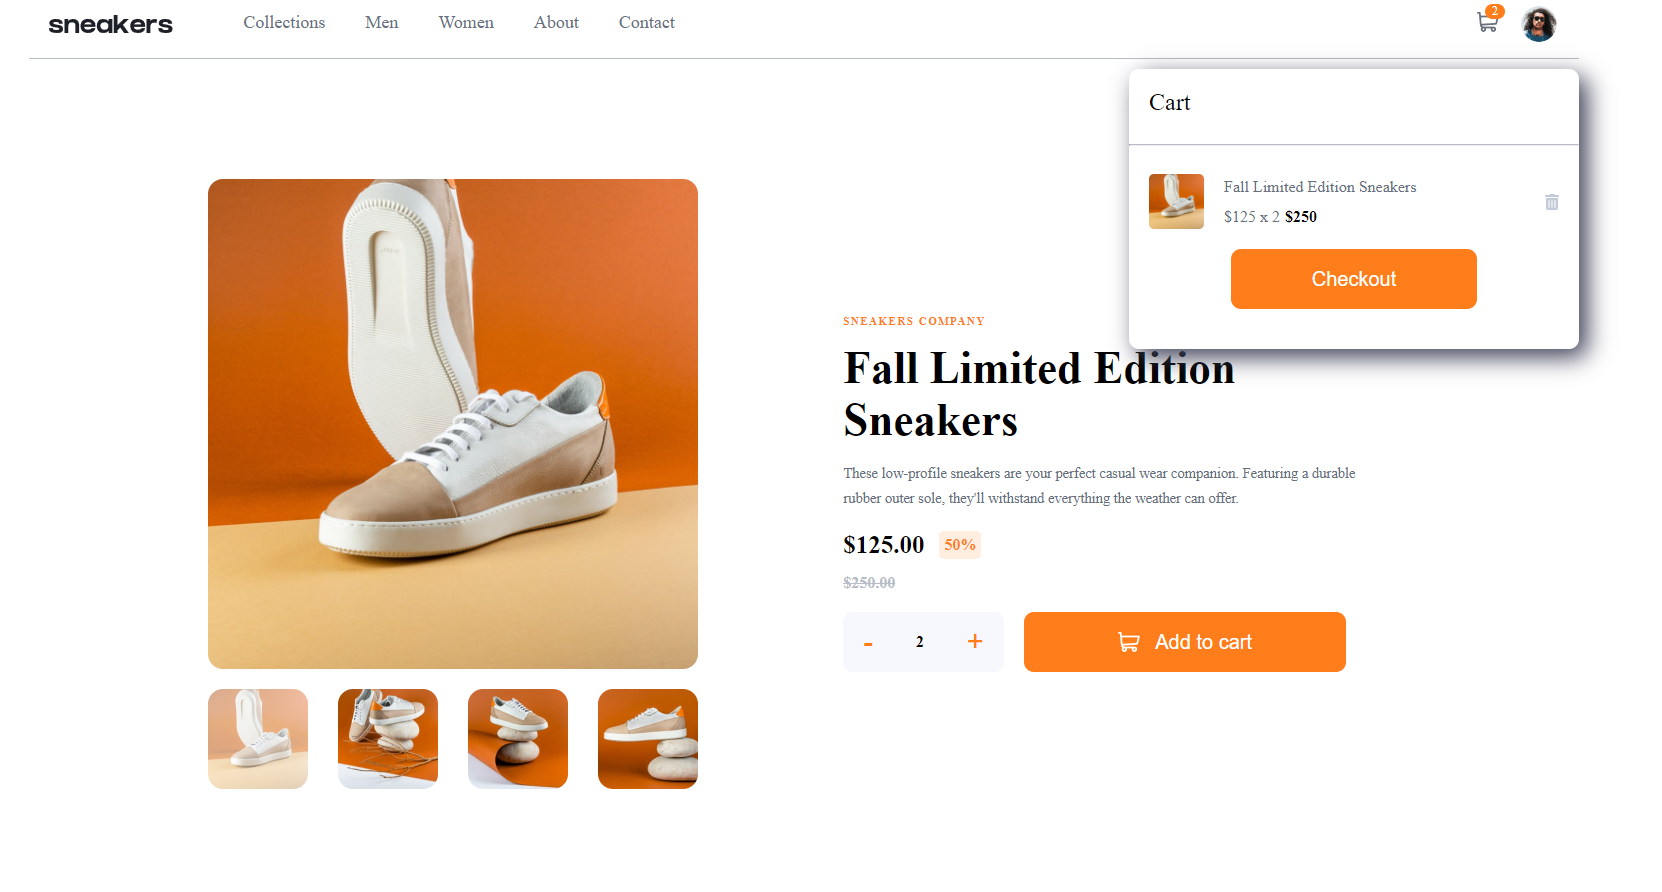 sneakers
Collections
Men
Women
About
Contact
2
Cart
Fall Limited Edition Sneakers
$125 x 2 $250
Checkout
SNEAKERS COMPANY
Fall Limited Edition
Sneakers
These low-profile sneakers are your perfect casual wear companion. Featuring a durable
rubber outer sole, they'll withstand everything the weather can offer.
$125.00 50%
$250.00
- 2 +
Add to cart